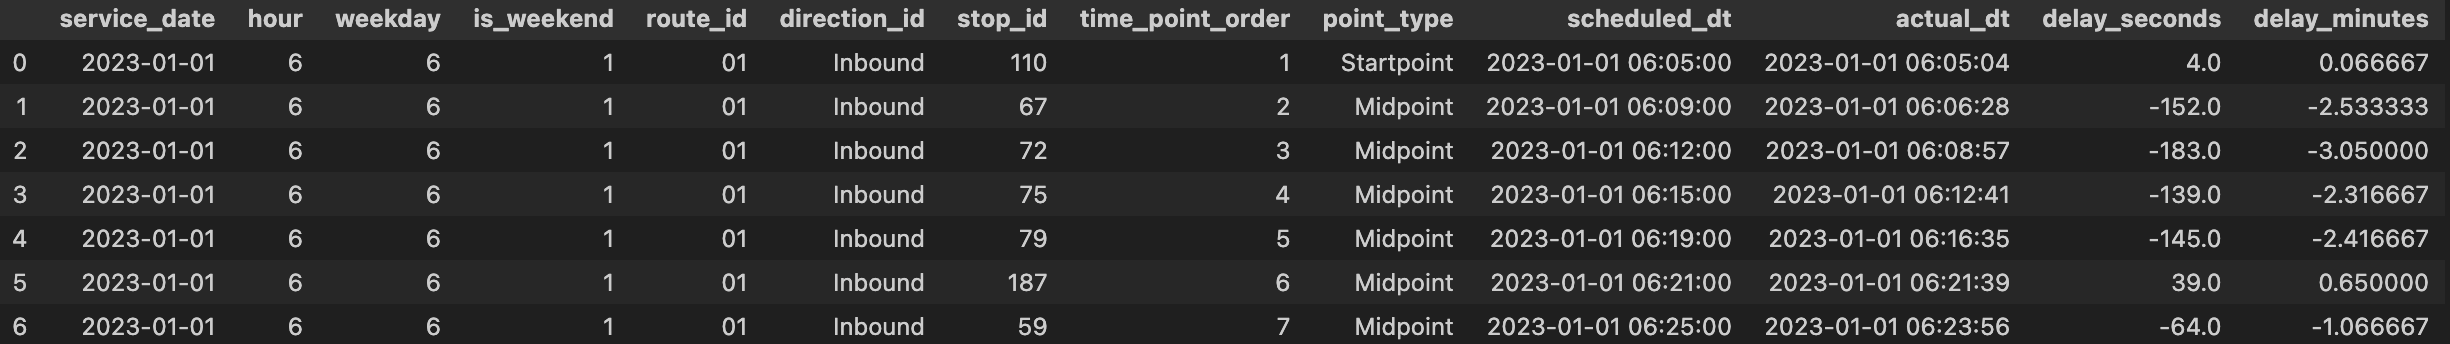 service_date hour weekday is_weekend route_id direction_id stop_id time_point_order point_type scheduled_dt actual_dt delay_seconds delay_minutes
0 2023-01-01 6 6 1 01 Inbound 110 1 Startpoint 2023-01-01 06:05:00 2023-01-01 06:05:04 4.0 0.066667
1 2023-01-01 6 6 1 01 Inbound 67 2 Midpoint 2023-01-01 06:09:00 2023-01-01 06:06:28 -152.0 -2.533333
2 2023-01-01 6 6 1 01 Inbound 72 3 Midpoint 2023-01-01 06:12:00 2023-01-01 06:08:57 -183.0 -3.050000
3 2023-01-01 6 6 1 01 Inbound 75 4 Midpoint 2023-01-01 06:15:00 2023-01-01 06:12:41 -139.0 -2.316667
4 2023-01-01 6 6 1 01 Inbound 79 5 Midpoint 2023-01-01 06:19:00 2023-01-01 06:16:35 -145.0 -2.416667
5 2023-01-01 6 6 1 01 Inbound 187 6 Midpoint 2023-01-01 06:21:00 2023-01-01 06:21:39 39.0 0.650000
6 2023-01-01 6 6 1 01 Inbound 59 7 Midpoint 2023-01-01 06:25:00 2023-01-01 06:23:56 -64.0 -1.066667